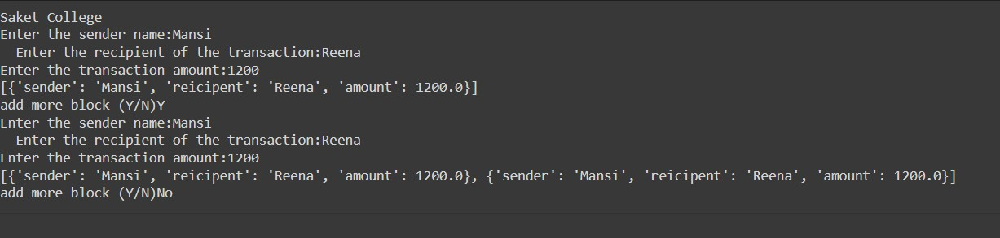 Saket College
Enter the sender name:Mansi
  Enter the recipient of the transaction:Reena
Enter the transaction amount:1200
[{'sender': 'Mansi', 'reicipent': 'Reena', 'amount': 1200.0}]
add more block (Y/N)Y
Enter the sender name:Mansi
  Enter the recipient of the transaction:Reena
Enter the transaction amount:1200
[{'sender': 'Mansi', 'reicipent': 'Reena', 'amount': 1200.0}, {'sender': 'Mansi', 'reicipent': 'Reena', 'amount': 1200.0}]
add more block (Y/N)No